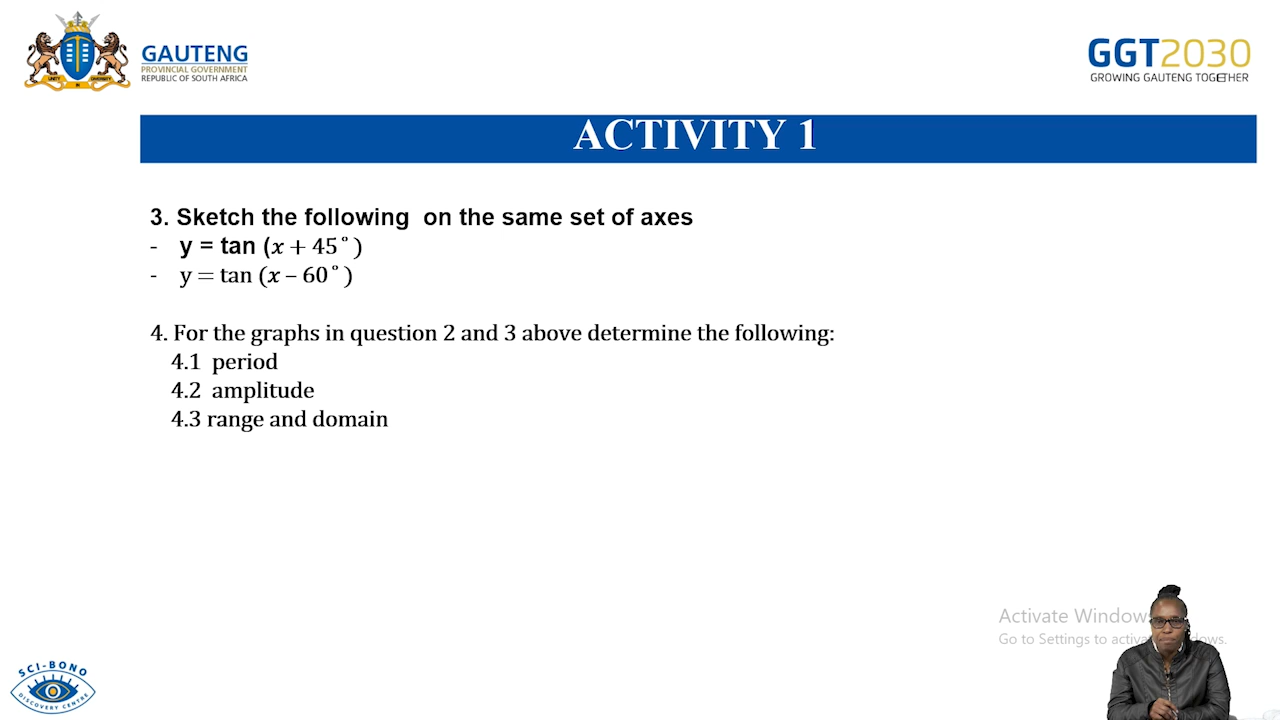 GAUTENG
PROVINCIAL GOVERNMENT
REPUBLIC OF SOUTH AFRICA
UNITY IN DIVERSITY
GGT2030
GROWING GAUTENG TOGETHER
ACTIVITY 1
3. Sketch the following on the same set of axes
- y = tan (x + 45°)
- y = tan (x – 60°)
4. For the graphs in question 2 and 3 above determine the following:
4.1 period
4.2 amplitude
4.3 range and domain
Activate Windows
Go to Settings to activate Windows.
SCI-BONO
DISCOVERY CENTRE